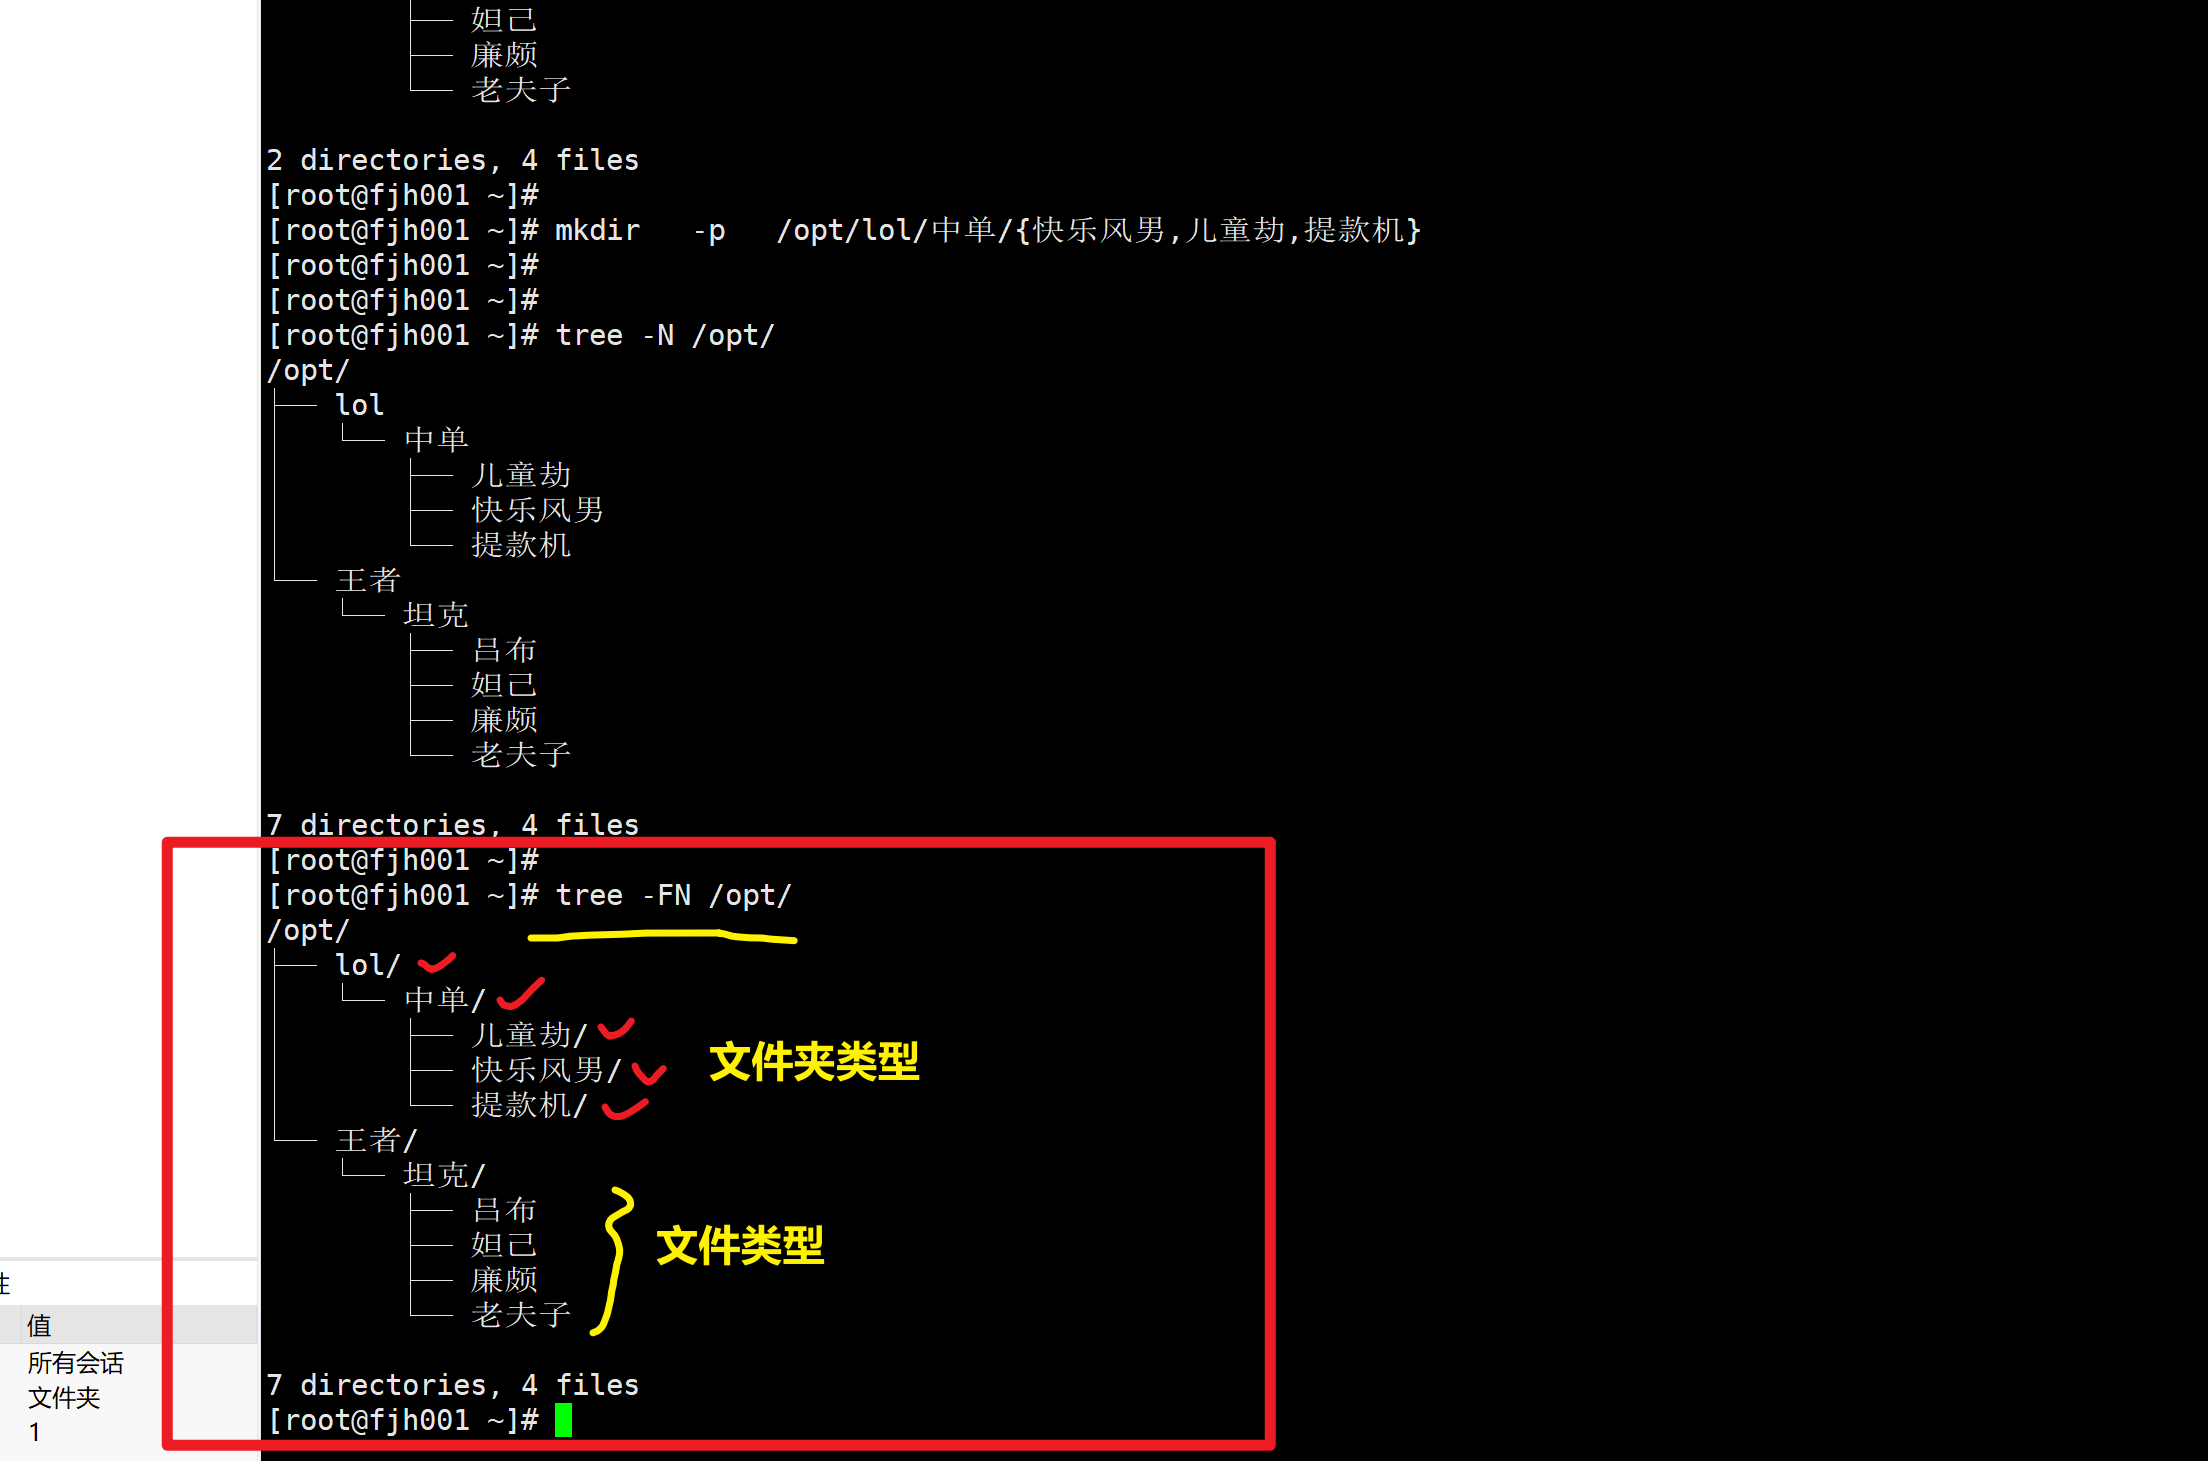 ├── 妲己
├── 廉颇
└── 老夫子
2 directories, 4 files
[root@fjh001 ~]#
[root@fjh001 ~]# mkdir   -p   /opt/lol/中单/{快乐风男,儿童劫,提款机}
[root@fjh001 ~]#
[root@fjh001 ~]#
[root@fjh001 ~]# tree -N /opt/
/opt/
├── lol
│   └── 中单
│       ├── 儿童劫
│       ├── 快乐风男
│       └── 提款机
└── 王者
    └── 坦克
        ├── 吕布
        ├── 妲己
        ├── 廉颇
        └── 老夫子
7 directories, 4 files
[root@fjh001 ~]#
[root@fjh001 ~]# tree -FN /opt/
/opt/
├── lol/
│   └── 中单/
│       ├── 儿童劫/
│       ├── 快乐风男/
│       └── 提款机/
文件夹类型
└── 王者/
    └── 坦克/
        ├── 吕布
        ├── 妲己
        ├── 廉颇
        └── 老夫子
文件类型
7 directories, 4 files
[root@fjh001 ~]#
性
值
所有会话
文件夹
1